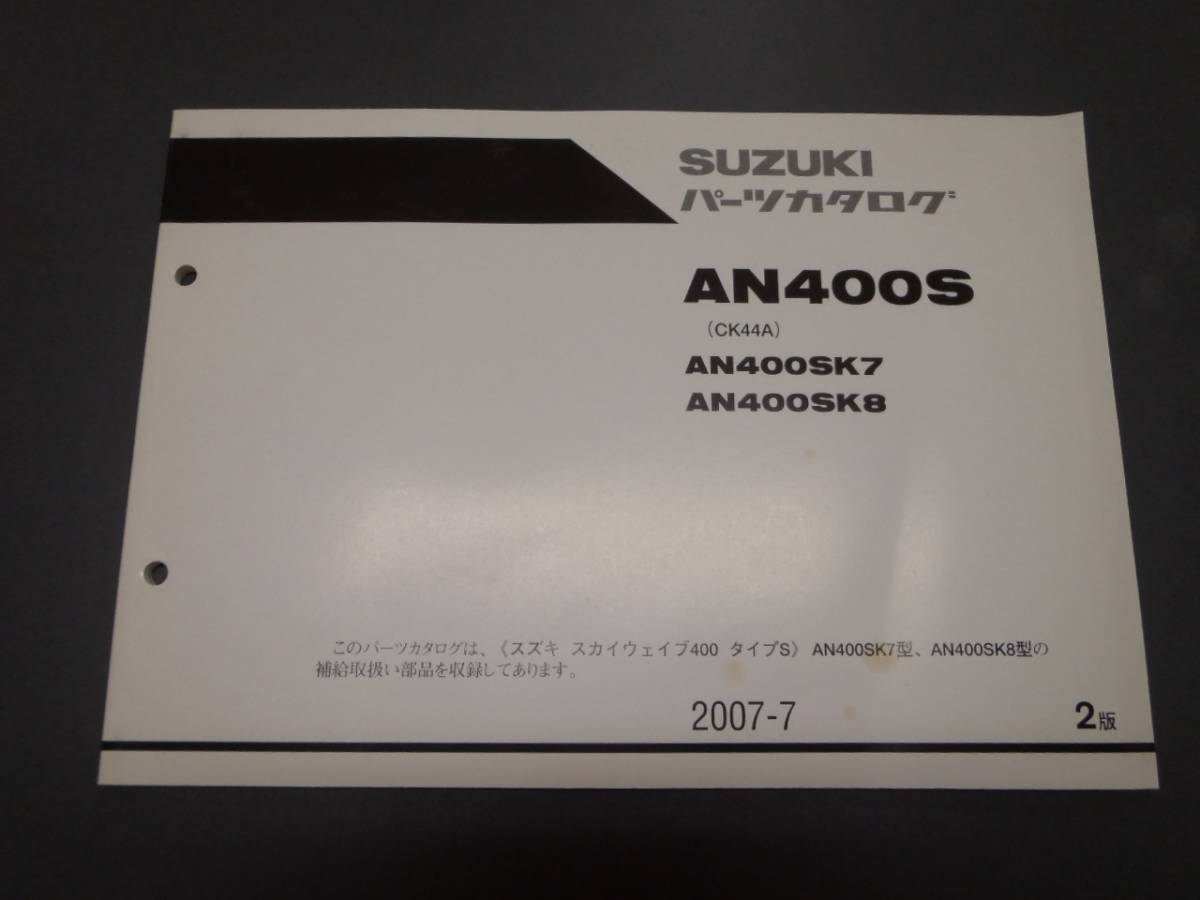 SUZUKI
パーツカタログ
AN400S
(CK44A)
AN400SK7
AN400SK8
このパーツカタログは、《スズキ スカイウェイブ400 タイプS》 AN400SK7型、AN400SK8型の
補給取扱い部品を収録してあります。
2007-7 2版